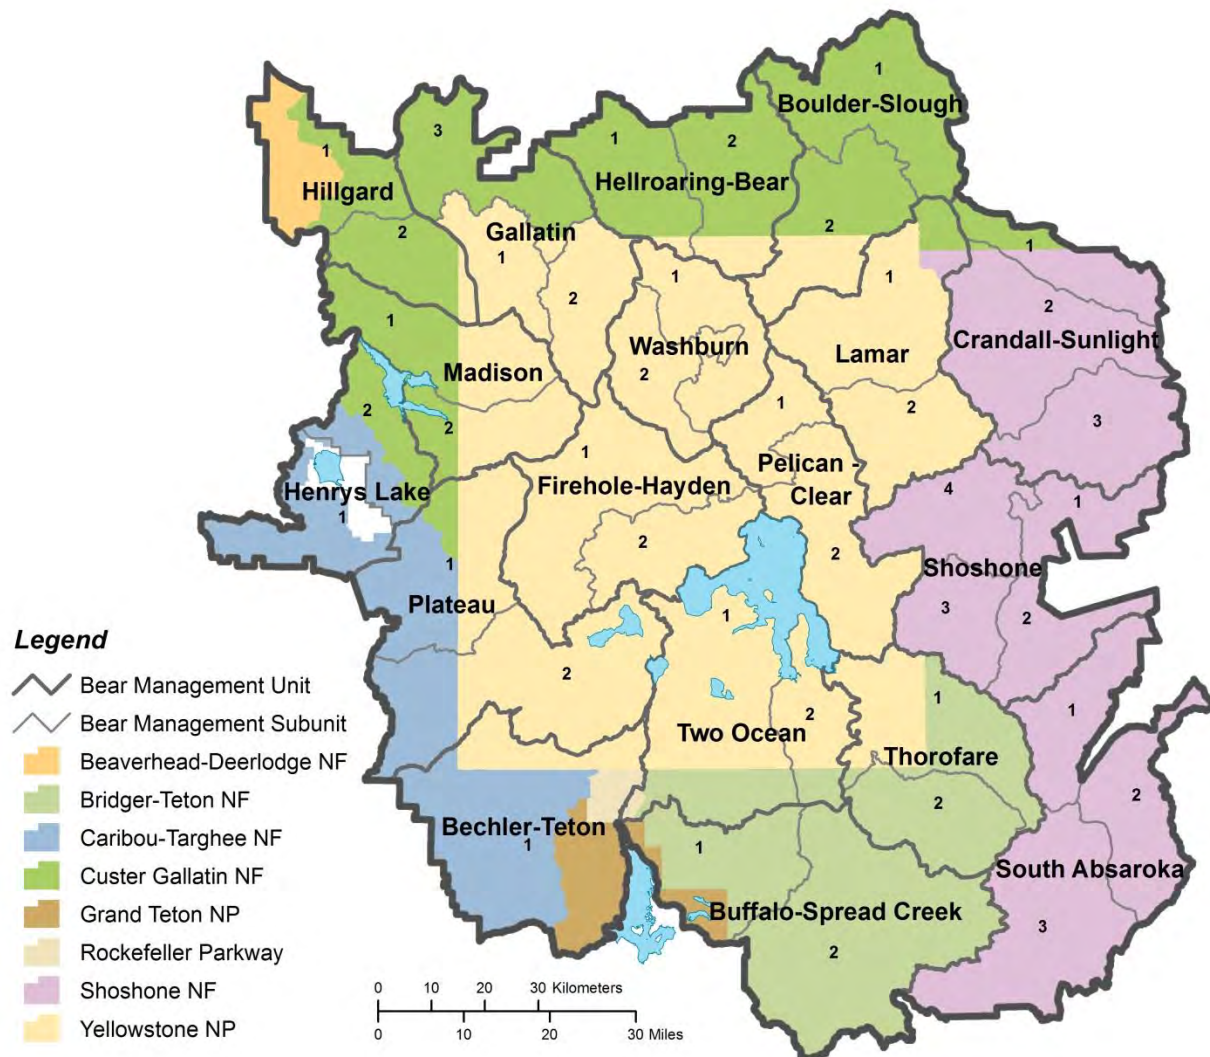 1
Boulder-Slough
3
1
2
1
Hellroaring-Bear
Hillgard
2
Gallatin
2
1
1
1
1
2
2
1
Washburn
Crandall-Sunlight
Lamar
Madison
2
1
2
2
2
3
1
Pelican -
Clear
Firehole-Hayden
Henrys Lake
4
1
1
2
2
1
Shoshone
Plateau
3
2
1
2
1
1
2
Two Ocean
Thorofare
2
2
Bechler-Teton
1
1
South Absaroka
Buffalo-Spread Creek
3
2
Legend
Bear Management Unit
Bear Management Subunit
Beaverhead-Deerlodge NF
Bridger-Teton NF
Caribou-Targhee NF
Custer Gallatin NF
Grand Teton NP
Rockefeller Parkway
Shoshone NF
Yellowstone NP
0 10 20 30 Kilometers
0 10 20 30 Miles